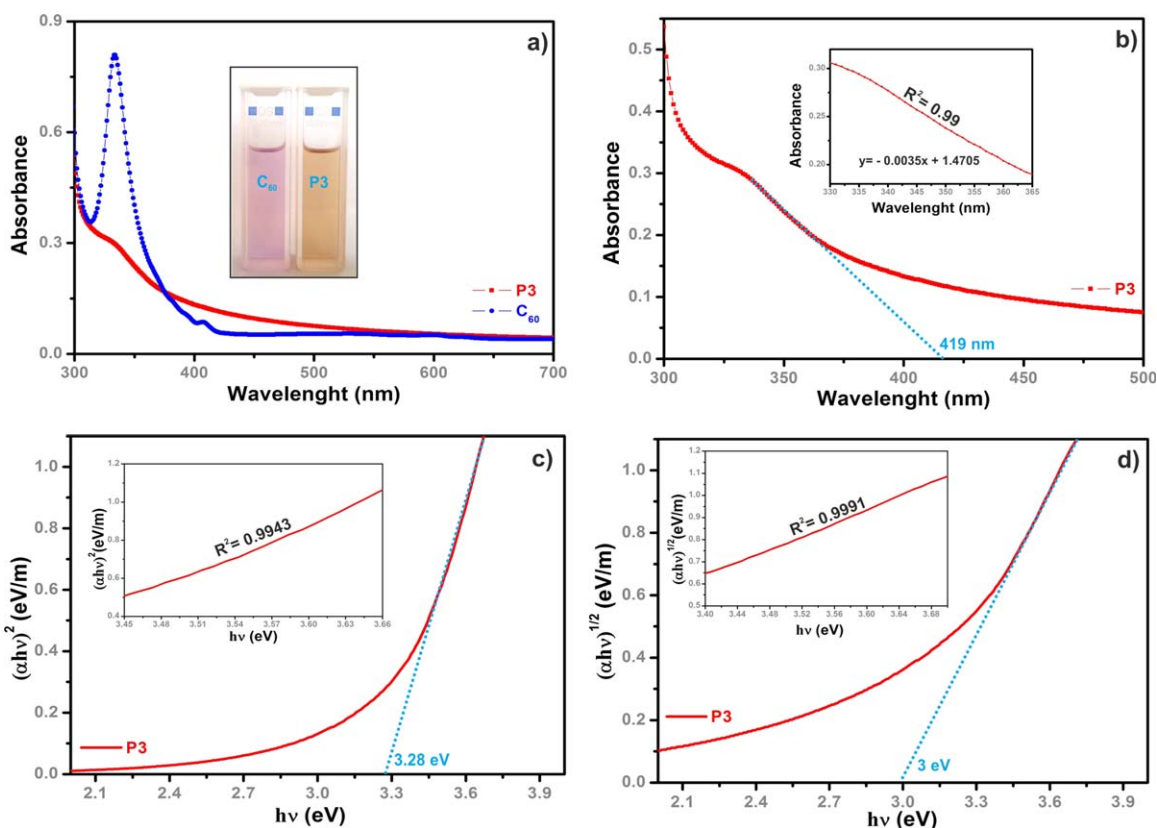 a)
Absorbance
0.9
0.6
0.3
0.0
300
400
500
600
700
Wavelenght (nm)
C60
P3
P3
C60
b)
Absorbance
0.5
0.4
0.3
0.2
0.1
0.0
300
350
400
450
500
Wavelenght (nm)
419 nm
P3
Absorbance
0.30
0.25
0.20
330
335
340
345
350
355
360
365
Wavelenght (nm)
R2= 0.99
y= - 0.0035x + 1.4705
c)
(αhν)2 (eV/m)
1.0
0.8
0.6
0.4
0.2
0.0
2.1
2.4
2.7
3.0
3.3
3.6
3.9
hν (eV)
P3
3.28 eV
(αhν)2(eV/m)
1.2
1.0
0.8
0.6
0.4
3.45
3.48
3.51
3.54
3.57
3.60
3.63
3.66
hν (eV)
R2= 0.9943
d)
(αhν)1/2 (eV/m)
1.0
0.8
0.6
0.4
0.2
0.0
2.1
2.4
2.7
3.0
3.3
3.6
3.9
hν (eV)
P3
3 eV
(αhν)1/2(eV/m)
1.2
1.1
1.0
0.9
0.8
0.7
0.6
0.5
3.40
3.44
3.48
3.52
3.56
3.60
3.64
3.68
hν (eV)
R2= 0.9991